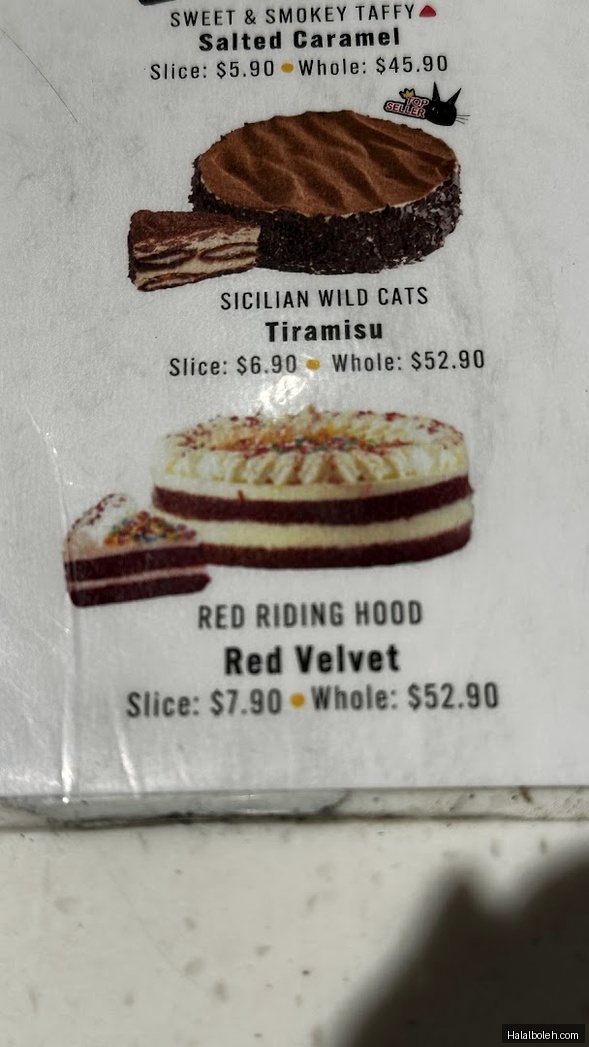 SWEET & SMOKEY TAFFY
Salted Caramel
Slice: $5.90 • Whole: $45.90
TOP
SELLER
SICILIAN WILD CATS
Tiramisu
Slice: $6.90 • Whole: $52.90
RED RIDING HOOD
Red Velvet
Slice: $7.90 • Whole: $52.90
Halalboleh.com